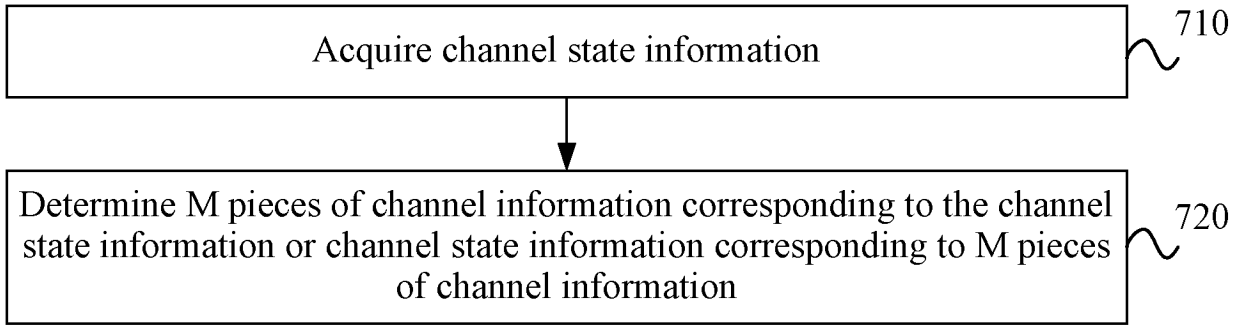 Acquire channel state information
710
Determine M pieces of channel information corresponding to the channel
state information or channel state information corresponding to M pieces
of channel information
720